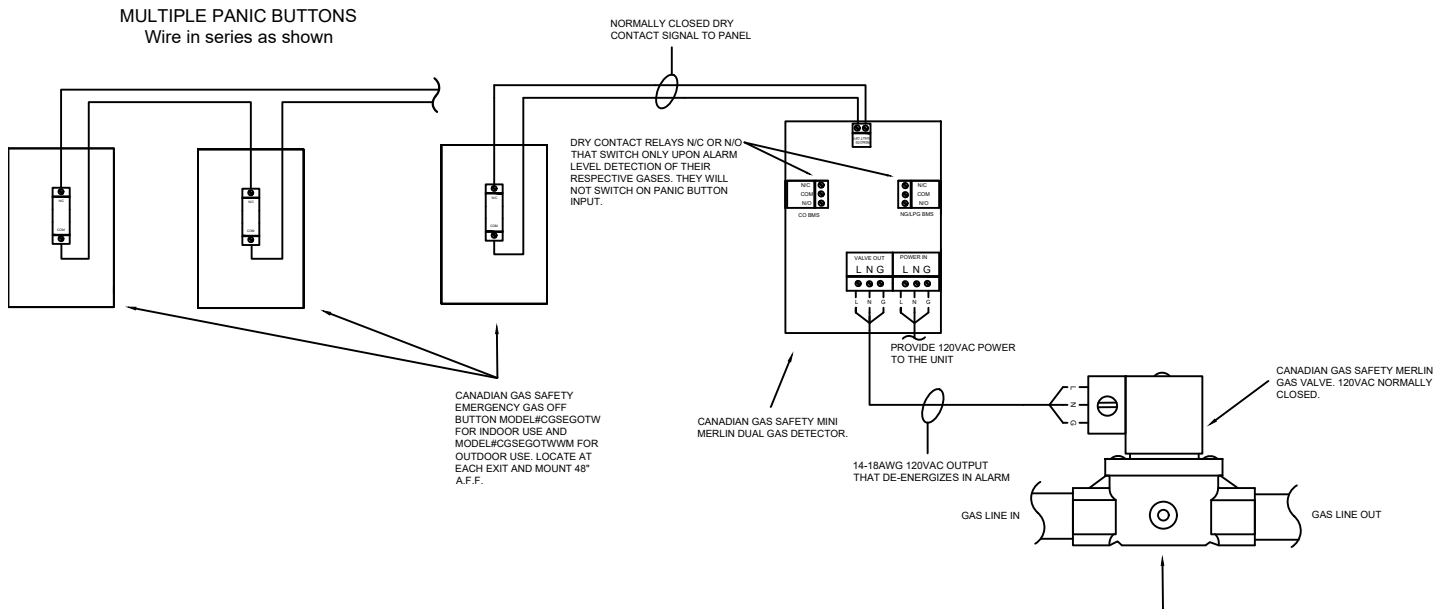 MULTIPLE PANIC BUTTONS
Wire in series as shown
NORMALLY CLOSED DRY
CONTACT SIGNAL TO PANEL
DRY CONTACT RELAYS N/C OR N/O
THAT SWITCH ONLY UPON ALARM
LEVEL DETECTION OF THEIR
RESPECTIVE GASES. THEY WILL
NOT SWITCH ON PANIC BUTTON
INPUT.
N/C
COM
N/C
COM
N/C
COM
N/C
COM
N/O
CO BMS
N/C
COM
N/O
NG/LPG BMS
VALVE OUT
L N G
POWER IN
L N G
L N G
L N G
PROVIDE 120VAC POWER
TO THE UNIT
CANADIAN GAS SAFETY
EMERGENCY GAS OFF
BUTTON MODEL#CGSEGOTW
FOR INDOOR USE AND
MODEL#CGSEGOTWWM FOR
OUTDOOR USE. LOCATE AT
EACH EXIT AND MOUNT 48"
A.F.F.
CANADIAN GAS SAFETY MINI
MERLIN DUAL GAS DETECTOR.
14-18AWG 120VAC OUTPUT
THAT DE-ENERGIZES IN ALARM
L
N
G
CANADIAN GAS SAFETY MERLIN
GAS VALVE. 120VAC NORMALLY
CLOSED.
GAS LINE IN
GAS LINE OUT